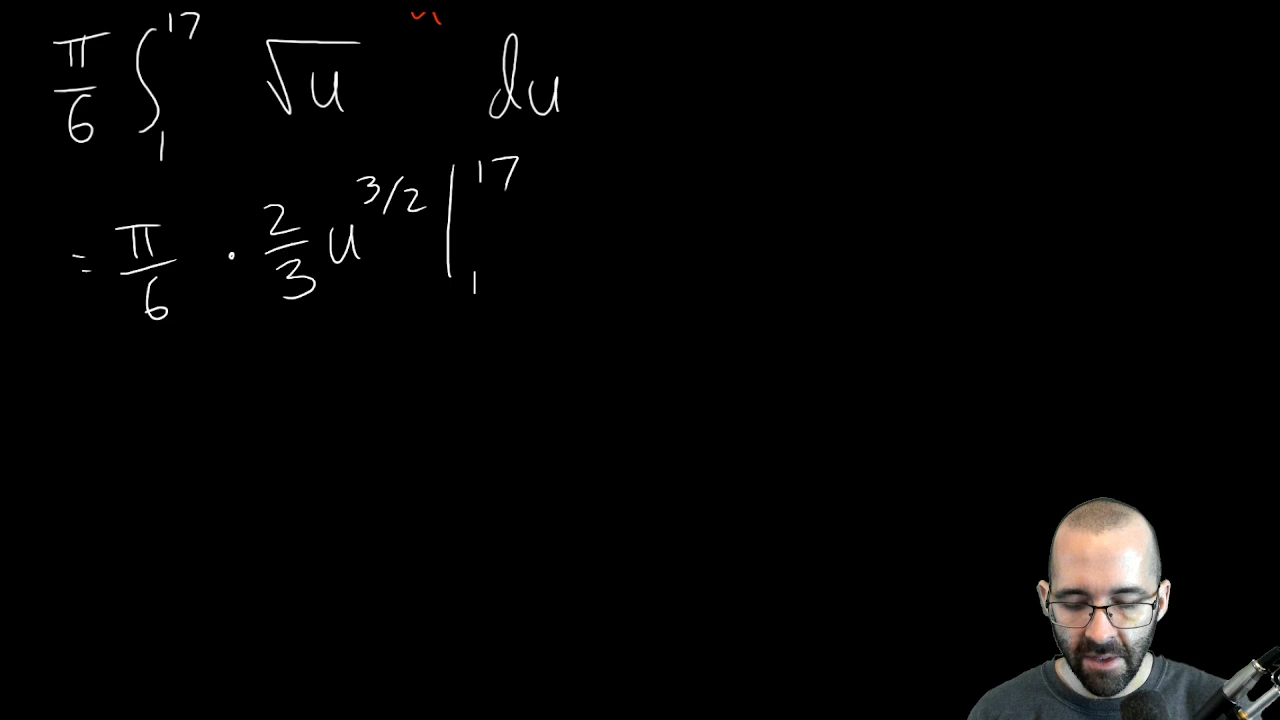 π/6 ∫₁¹⁷ √u du
= π/6 · 2/3 u^{3/2} |₁¹⁷